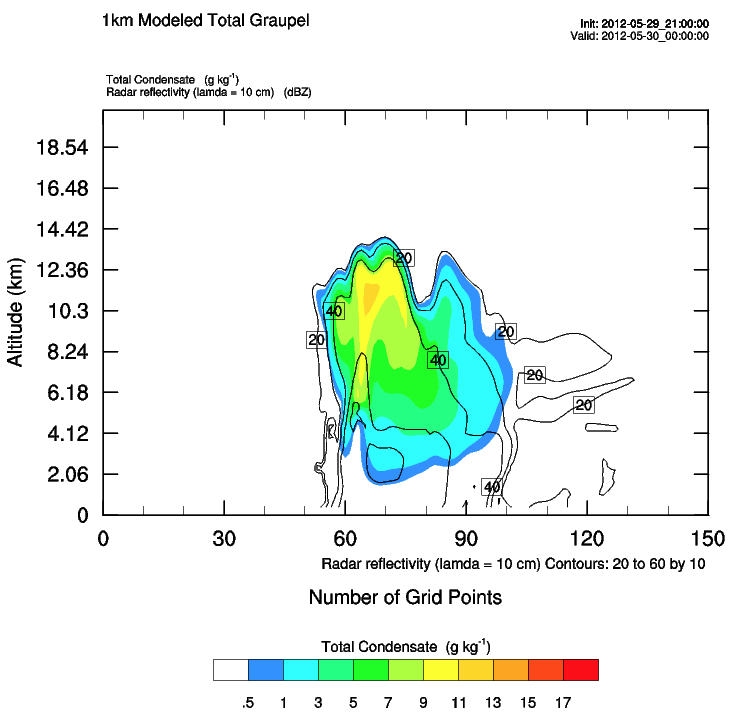 1km Modeled Total Graupel
Init: 2012-05-29_21:00:00
Valid: 2012-05-30_00:00:00
Total Condensate (g kg-1)
Radar reflectivity (lamda = 10 cm) (dBZ)
18.54
16.48
14.42
12.36
10.3
8.24
6.18
4.12
2.06
0
Altitude (km)
20
40
20
20
40
20
20
40
0 30 60 90 120 150
Radar reflectivity (lamda = 10 cm) Contours: 20 to 60 by 10
Number of Grid Points
Total Condensate (g kg-1)
.5 1 3 5 7 9 11 13 15 17